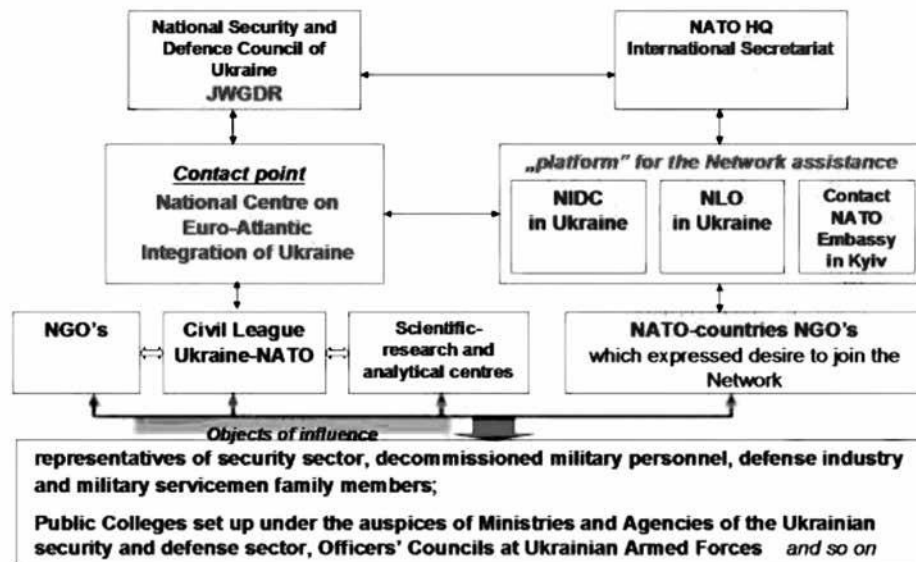 National Security and
Defence Council of
Ukraine
JWGDR
NATO HQ
International Secretariat
Contact point
National Centre on
Euro-Atlantic
Integration of Ukraine
„platform” for the Network assistance
NIDC
in Ukraine
NLO
in Ukraine
Contact
NATO
Embassy
in Kyiv
NGO's
Civil League
Ukraine-NATO
Scientific-
research and
analytical centres
NATO-countries NGO's
which expressed desire to join the
Network
Objects of influence
representatives of security sector, decommissioned military personnel, defense industry
and military servicemen family members;
Public Colleges set up under the auspices of Ministries and Agencies of the Ukrainian
security and defense sector, Officers' Councils at Ukrainian Armed Forces and so on